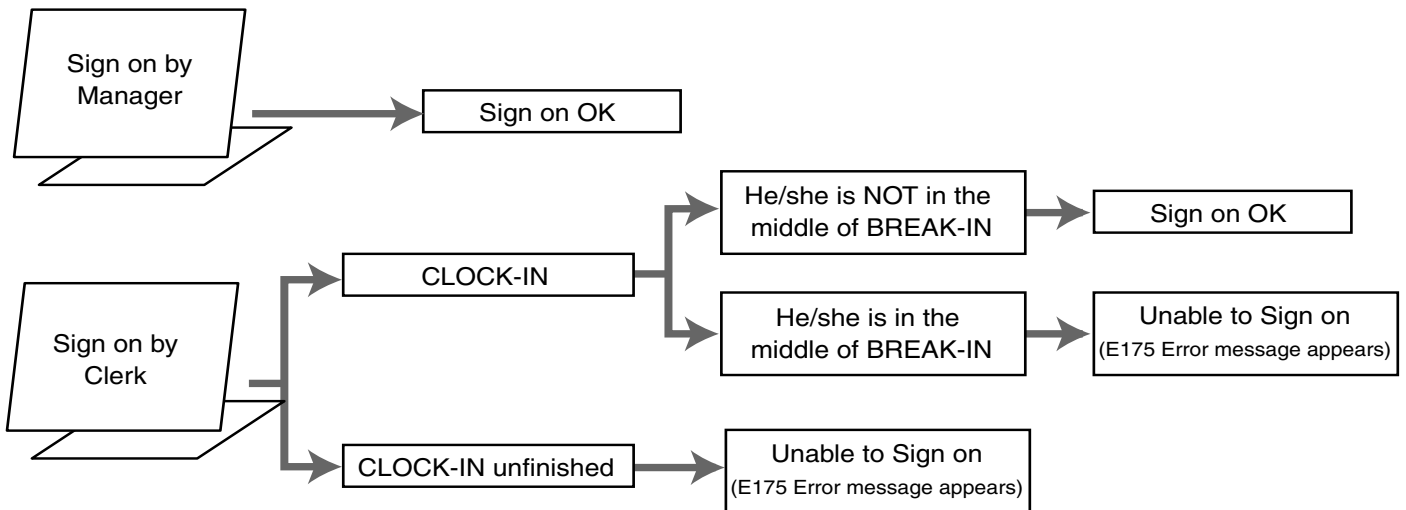 Sign on by
Manager
Sign on OK
He/she is NOT in the
middle of BREAK-IN
Sign on OK
CLOCK-IN
Sign on by
Clerk
He/she is in the
middle of BREAK-IN
Unable to Sign on
(E175 Error message appears)
CLOCK-IN unfinished
Unable to Sign on
(E175 Error message appears)